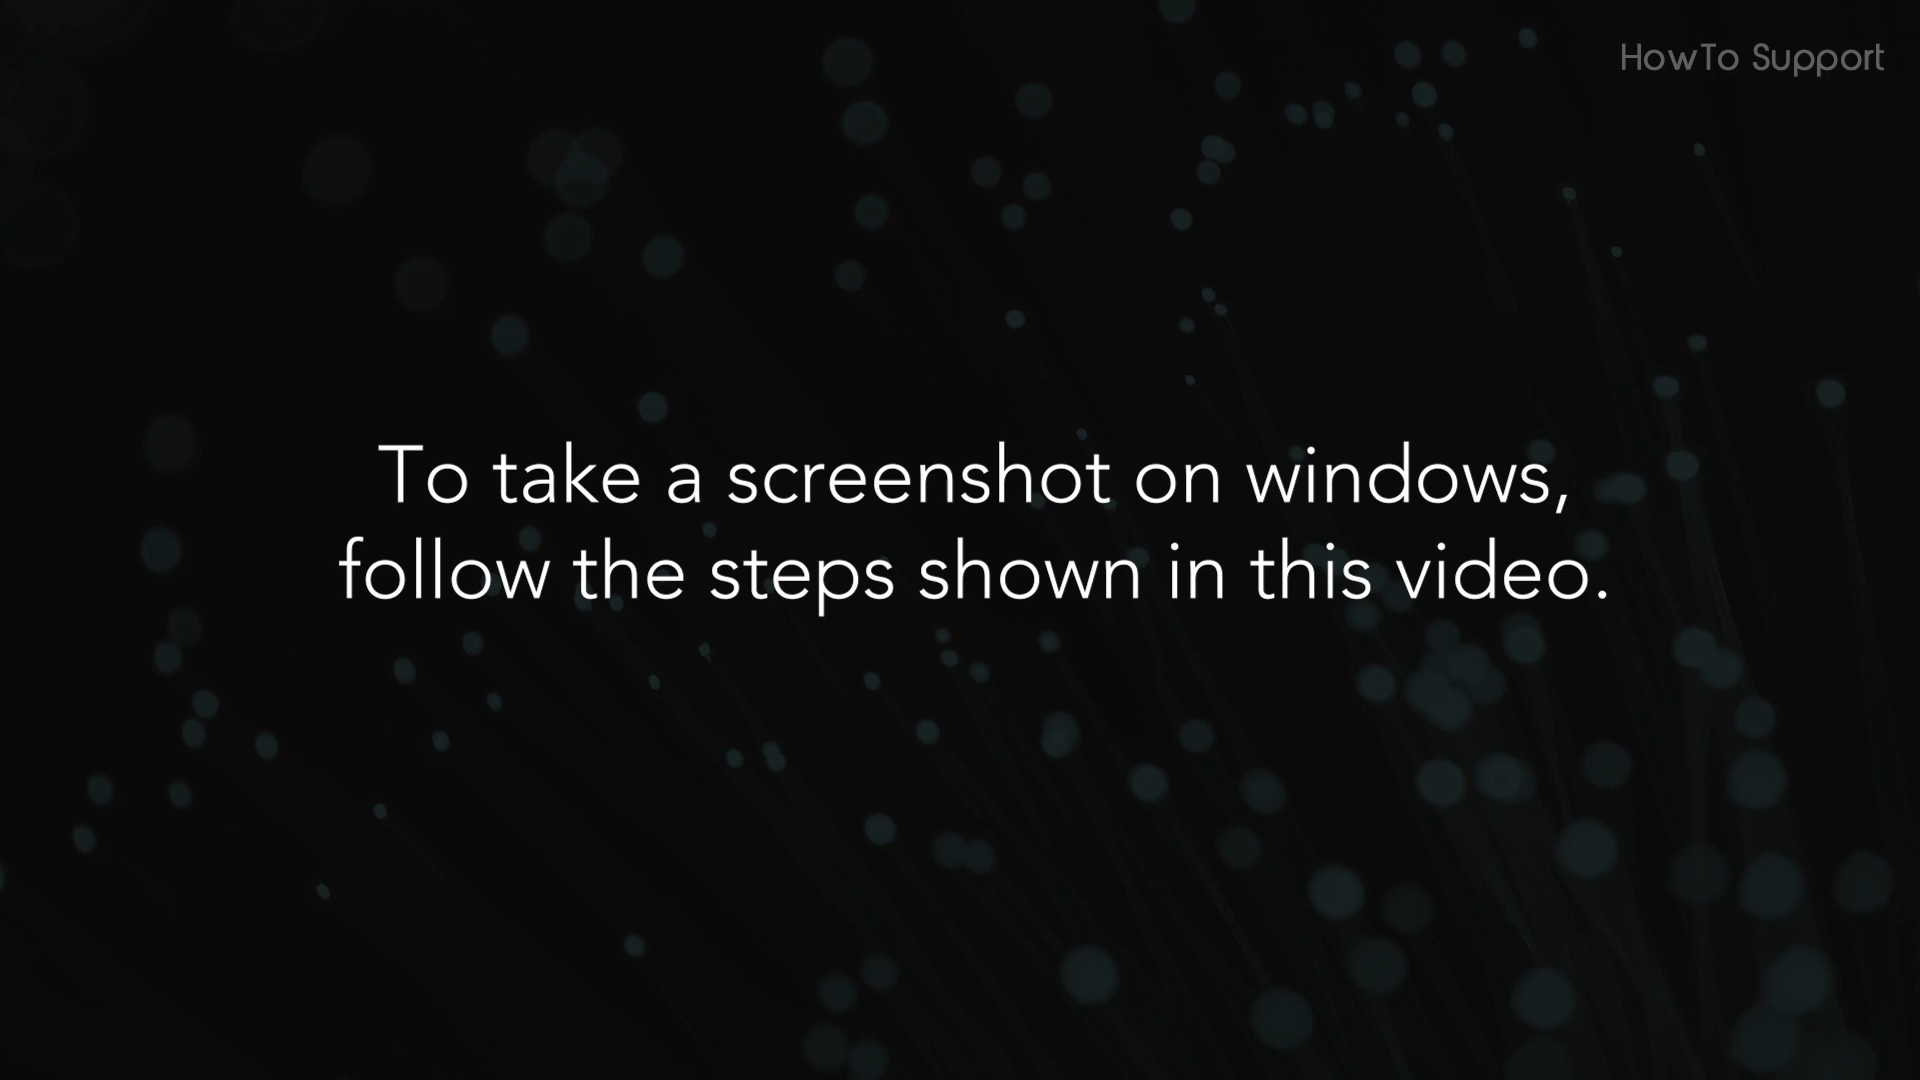 HowTo Support
To take a screenshot on windows,
follow the steps shown in this video.